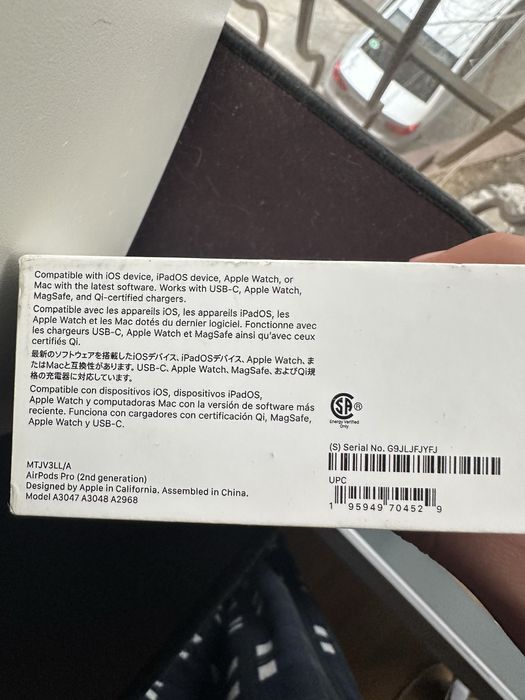 Compatible with iOS device, iPadOS device, Apple Watch, or
Mac with the latest software. Works with USB-C, Apple Watch,
MagSafe, and Qi-certified chargers.
Compatible avec les appareils iOS, les appareils iPadOS, les
Apple Watch et les Mac dotés du dernier logiciel. Fonctionne avec
les chargeurs USB-C, Apple Watch et MagSafe ainsi qu'avec ceux
certifiés Qi.
最新のソフトウェアを搭載したiOSデバイス、iPadOSデバイス、Apple Watch、ま
たはMacと互換性があります。USB-C、Apple Watch、MagSafe、およびQi規
格の充電器に対応しています。
Compatible con dispositivos iOS, dispositivos iPadOS,
Apple Watch y computadoras Mac con la versión de software más
reciente. Funciona con cargadores con certificación Qi, MagSafe,
Apple Watch y USB-C.
MTJV3LL/A
AirPods Pro (2nd generation)
Designed by Apple in California. Assembled in China.
Model A3047 A3048 A2968
SA ®
Energy Verified
Only
(S) Serial No. G9JLJFJYFJ
UPC
1 95949 70452 9